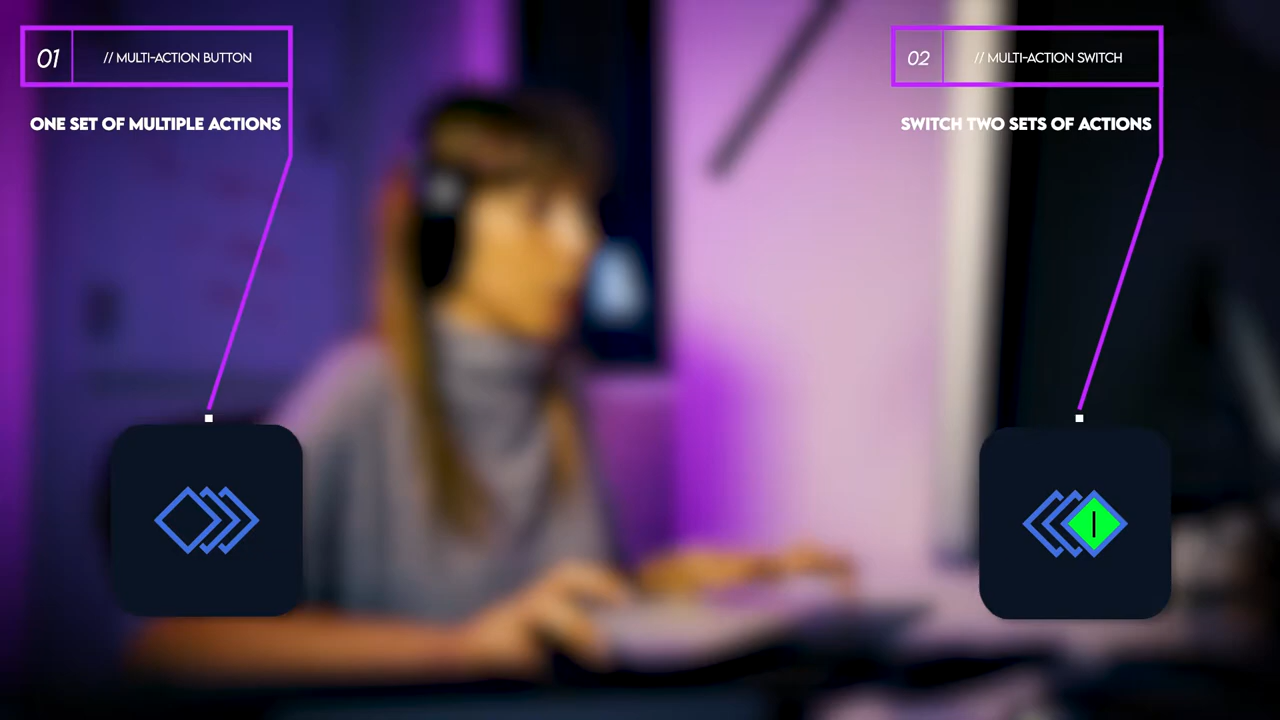 01
// MULTI-ACTION BUTTON
ONE SET OF MULTIPLE ACTIONS
02
// MULTI-ACTION SWITCH
SWITCH TWO SETS OF ACTIONS